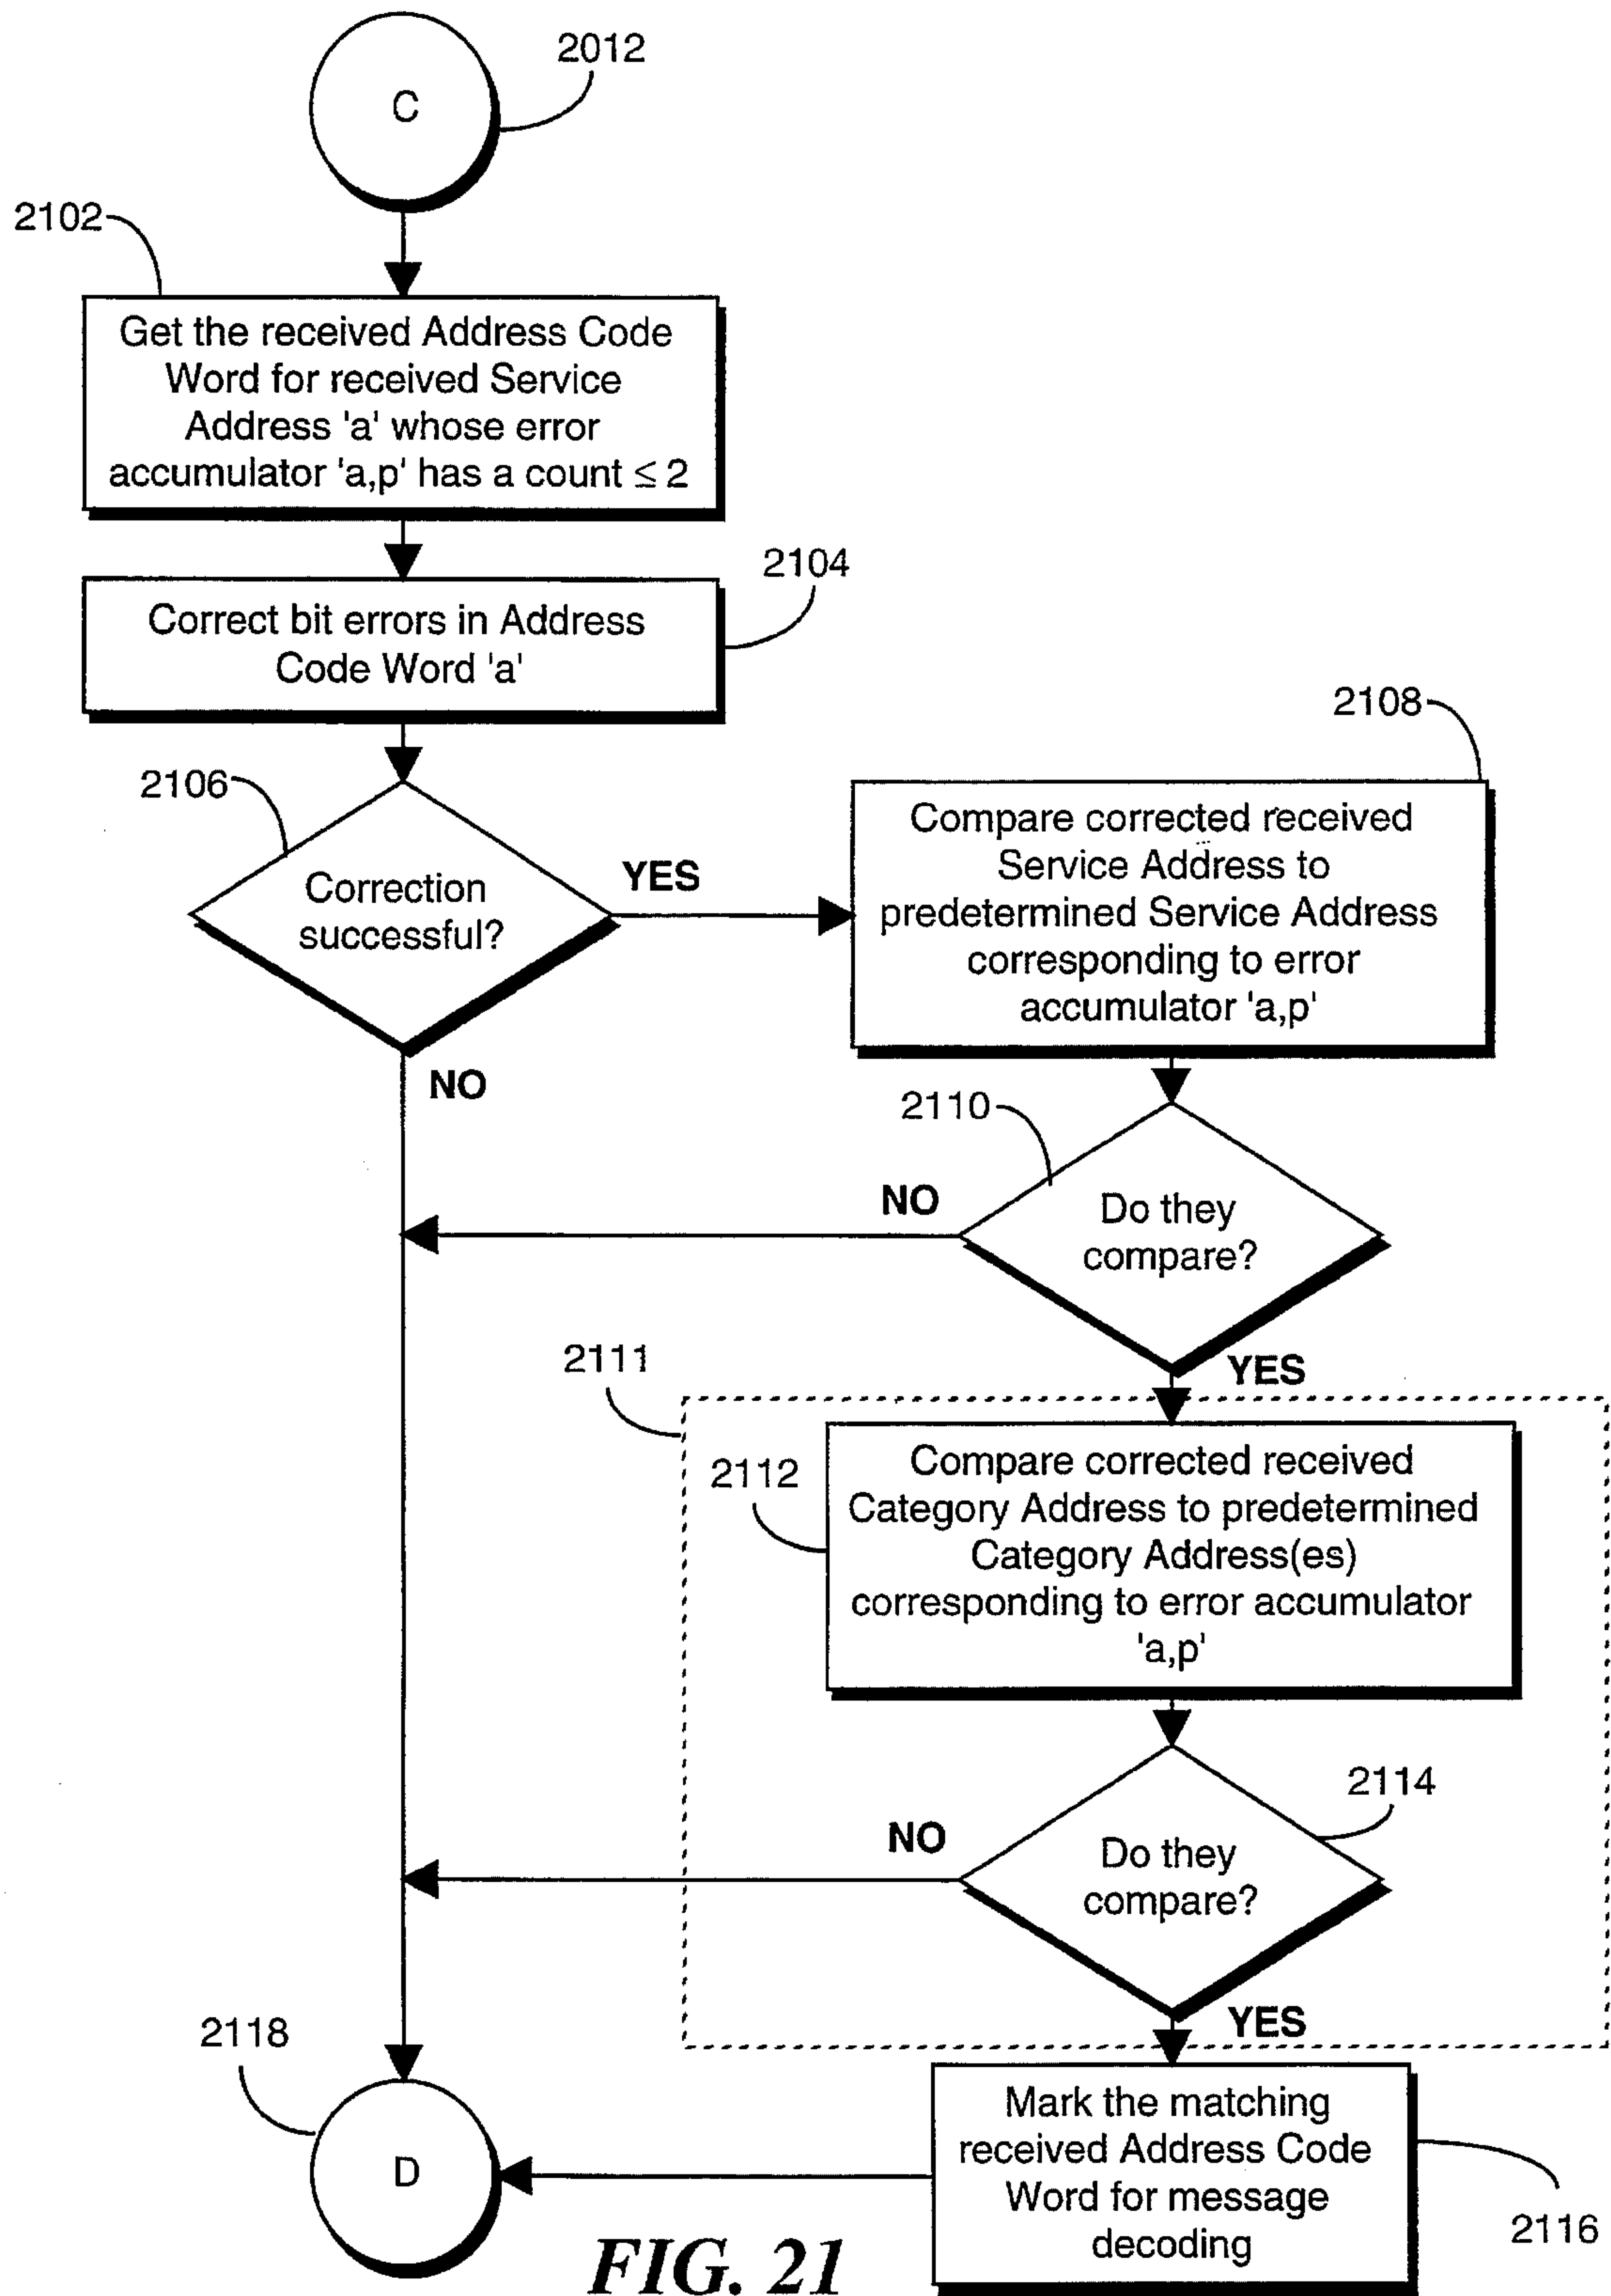 2012
C
2102
Get the received Address Code
Word for received Service
Address 'a' whose error
accumulator 'a,p' has a count ≤ 2
2104
Correct bit errors in Address
Code Word 'a'
2106
Correction
successful?
YES
NO
2108
Compare corrected received
Service Address to
predetermined Service Address
corresponding to error
accumulator 'a,p'
2110
Do they
compare?
NO
YES
2111
2112
Compare corrected received
Category Address to predetermined
Category Address(es)
corresponding to error accumulator
'a,p'
2114
Do they
compare?
NO
YES
2118
D
Mark the matching
received Address Code
Word for message
decoding
2116
FIG. 21